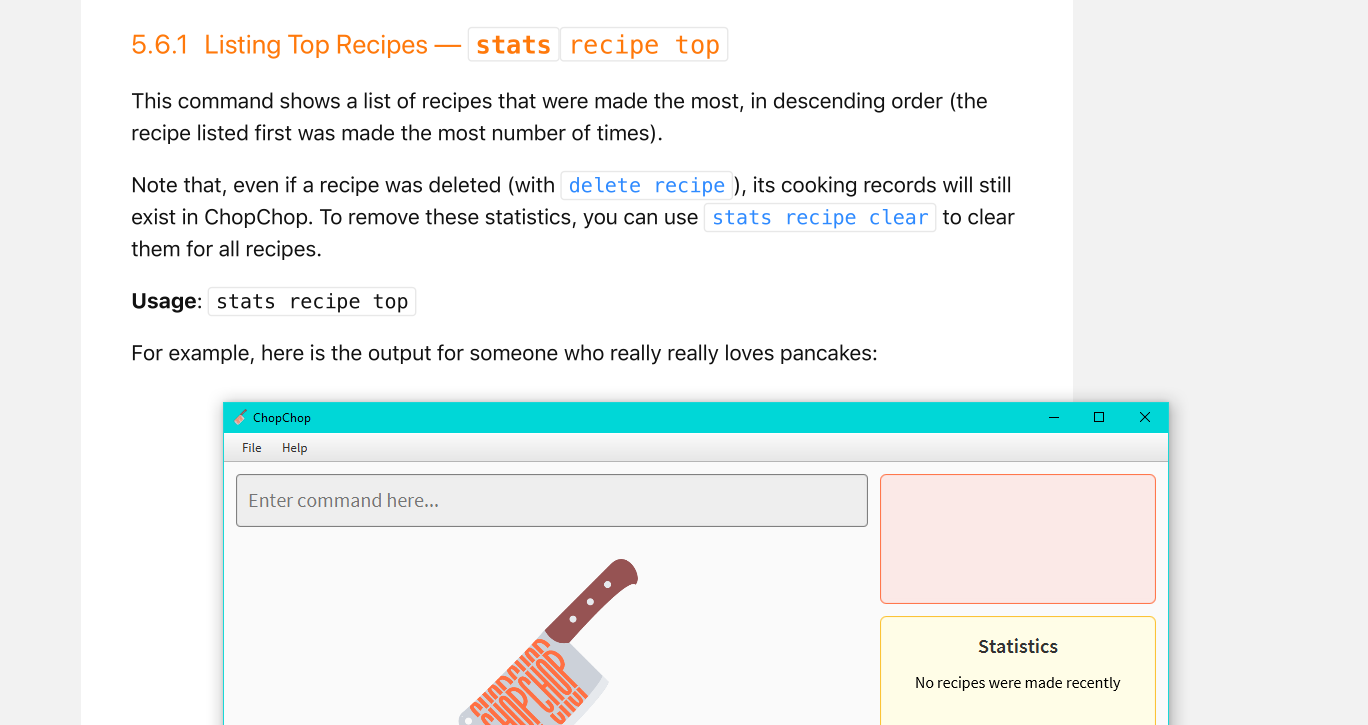 5.6.1 Listing Top Recipes — stats recipe top
This command shows a list of recipes that were made the most, in descending order (the
recipe listed first was made the most number of times).
Note that, even if a recipe was deleted (with delete recipe), its cooking records will still
exist in ChopChop. To remove these statistics, you can use stats recipe clear to clear
them for all recipes.
Usage: stats recipe top
For example, here is the output for someone who really really loves pancakes:
ChopChop
File Help
Enter command here...
CHOPCHOP
Statistics
No recipes were made recently